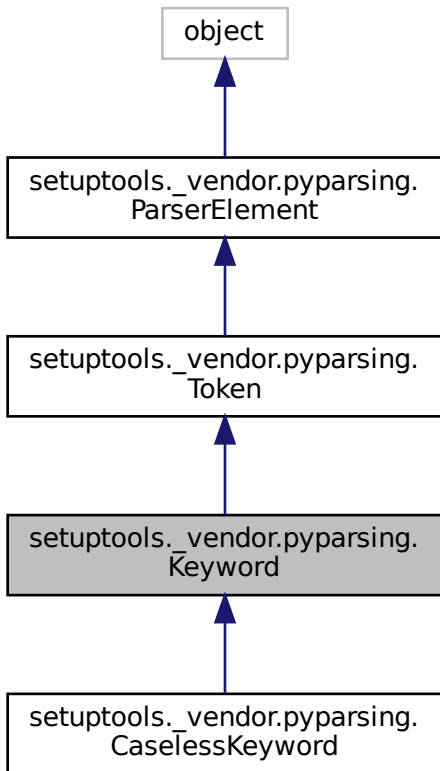 object
setuptools._vendor.pyparsing.
ParserElement
setuptools._vendor.pyparsing.
Token
setuptools._vendor.pyparsing.
Keyword
setuptools._vendor.pyparsing.
CaselessKeyword